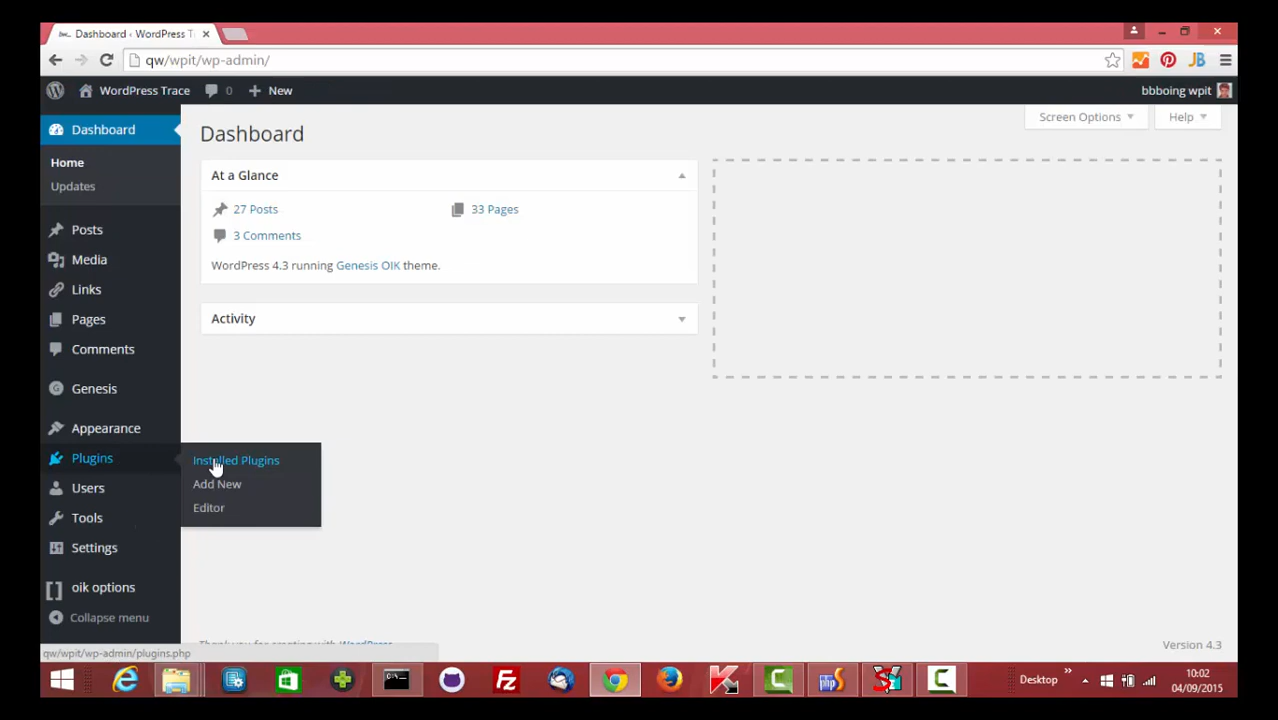 Dashboard ‹ WordPress T
qw/wpit/wp-admin/
WordPress Trace
0
New
bbboing wpit
Dashboard
Home
Updates
Posts
Media
Links
Pages
Comments
Genesis
Appearance
Plugins
Users
Tools
Settings
oik options
Collapse menu
Installed Plugins
Add New
Editor
Dashboard
Screen Options
Help
At a Glance
27 Posts
33 Pages
3 Comments
WordPress 4.3 running Genesis OIK theme.
Activity
Thank you for creating with WordPress
Version 4.3
qw/wpit/wp-admin/plugins.php
Desktop
10:02
04/09/2015